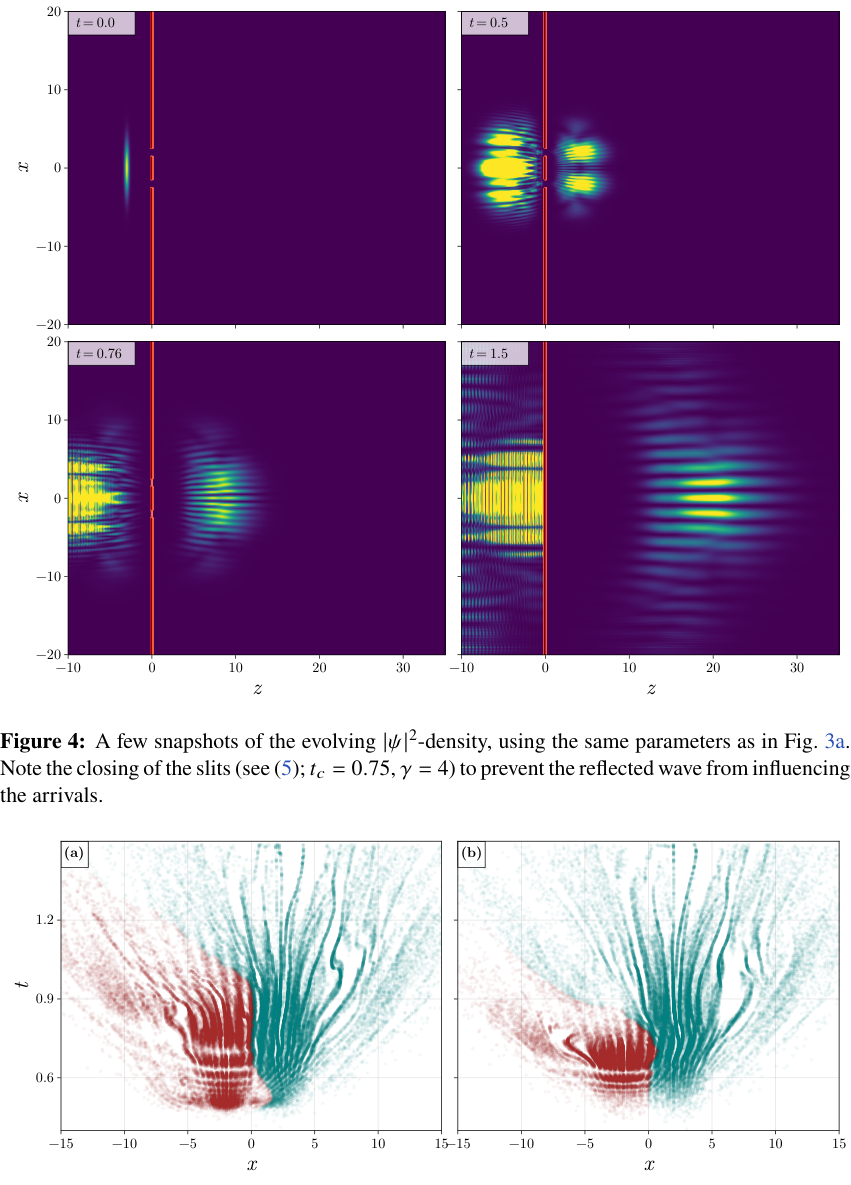 20
t = 0.0
t = 0.5
10
x
0
−10
−20
20
t = 0.76
t = 1.5
10
x
0
−10
−20
−10 0 10 20 30
−10 0 10 20 30
z
z
Figure 4: A few snapshots of the evolving |ψ|²-density, using the same parameters as in Fig. 3a.
Note the closing of the slits (see (5); t_c = 0.75, γ = 4) to prevent the reflected wave from influencing
the arrivals.
(a)
(b)
1.2
t
0.9
0.6
−15 −10 −5 0 5 10 15
−15 −10 −5 0 5 10 15
x
x